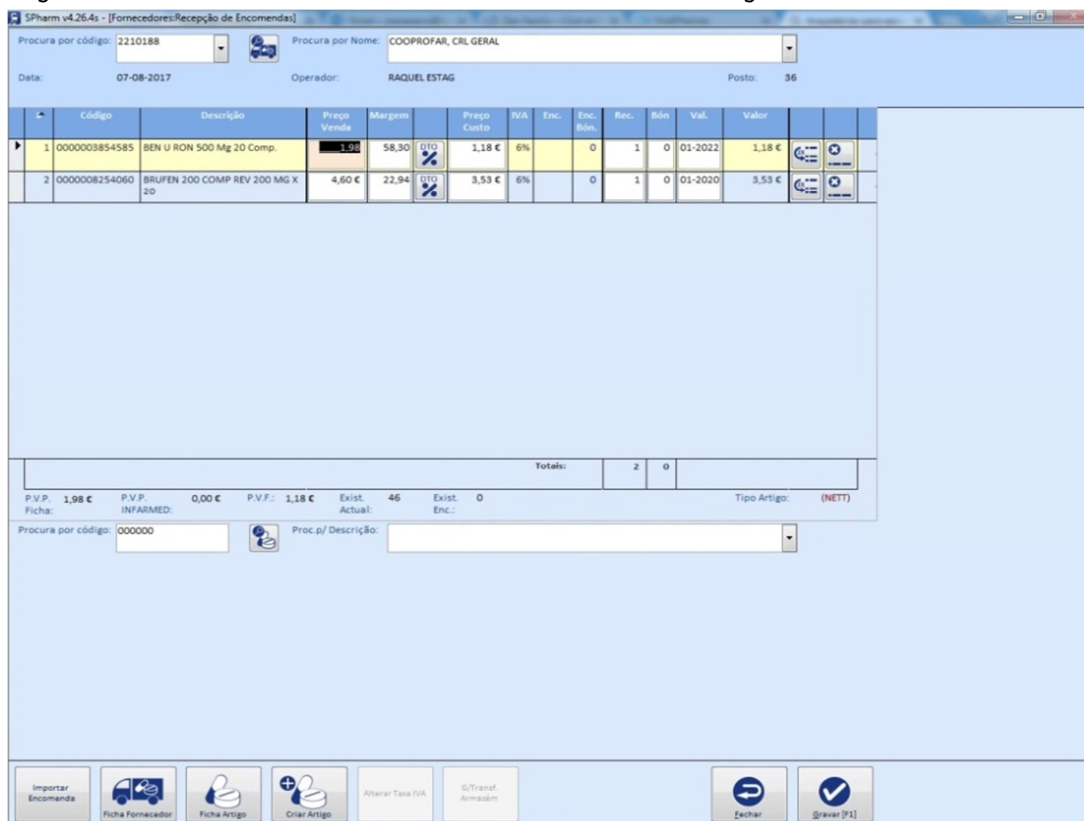 SPharm v4.26.4s - [Fornecedores:Recepção de Encomendas]
Procura por código: 2210188 Procura por Nome: COOPROFAR, CRL GERAL
Data: 07-08-2017 Operador: RAQUEL ESTAG Posto: 36
Código Descrição Preço Venda Margem Preço Custo IVA Enc. Enc. Bón. Rec. Bón Val. Valor
1 0000003854585 BEN U RON 500 Mg 20 Comp. 1,98 58,30 DTO % 1,18 € 6% 0 1 0 01-2022 1,18 €
2 0000008254060 BRUFEN 200 COMP REV 200 MG X 20 4,60 € 22,94 DTO % 3,53 € 6% 0 1 0 01-2020 3,53 €
Totais: 2 0
P.V.P. Ficha: 1,98 € P.V.P. INFARMED: 0,00 € P.V.F.: 1,18 € Exist. Actual: 46 Exist. Enc.: 0 Tipo Artigo: (NETT)
Procura por código: 000000 Proc.p/ Descrição:
Importar Encomenda Ficha Fornecedor Ficha Artigo Criar Artigo Alterar Taxa IVA G/Transf. Armazém Fechar Gravar [F1]